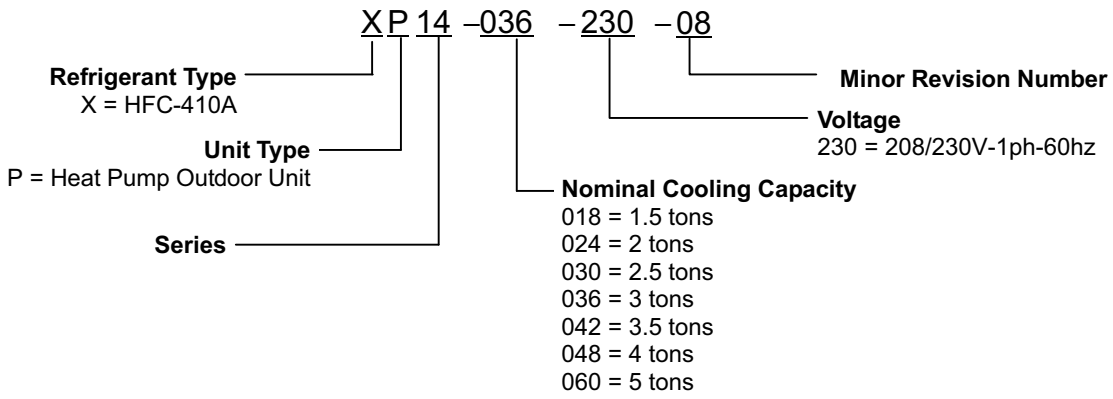 XP14 –036 –230 –08
Refrigerant Type
X = HFC-410A
Unit Type
P = Heat Pump Outdoor Unit
Series
Minor Revision Number
Voltage
230 = 208/230V-1ph-60hz
Nominal Cooling Capacity
018 = 1.5 tons
024 = 2 tons
030 = 2.5 tons
036 = 3 tons
042 = 3.5 tons
048 = 4 tons
060 = 5 tons